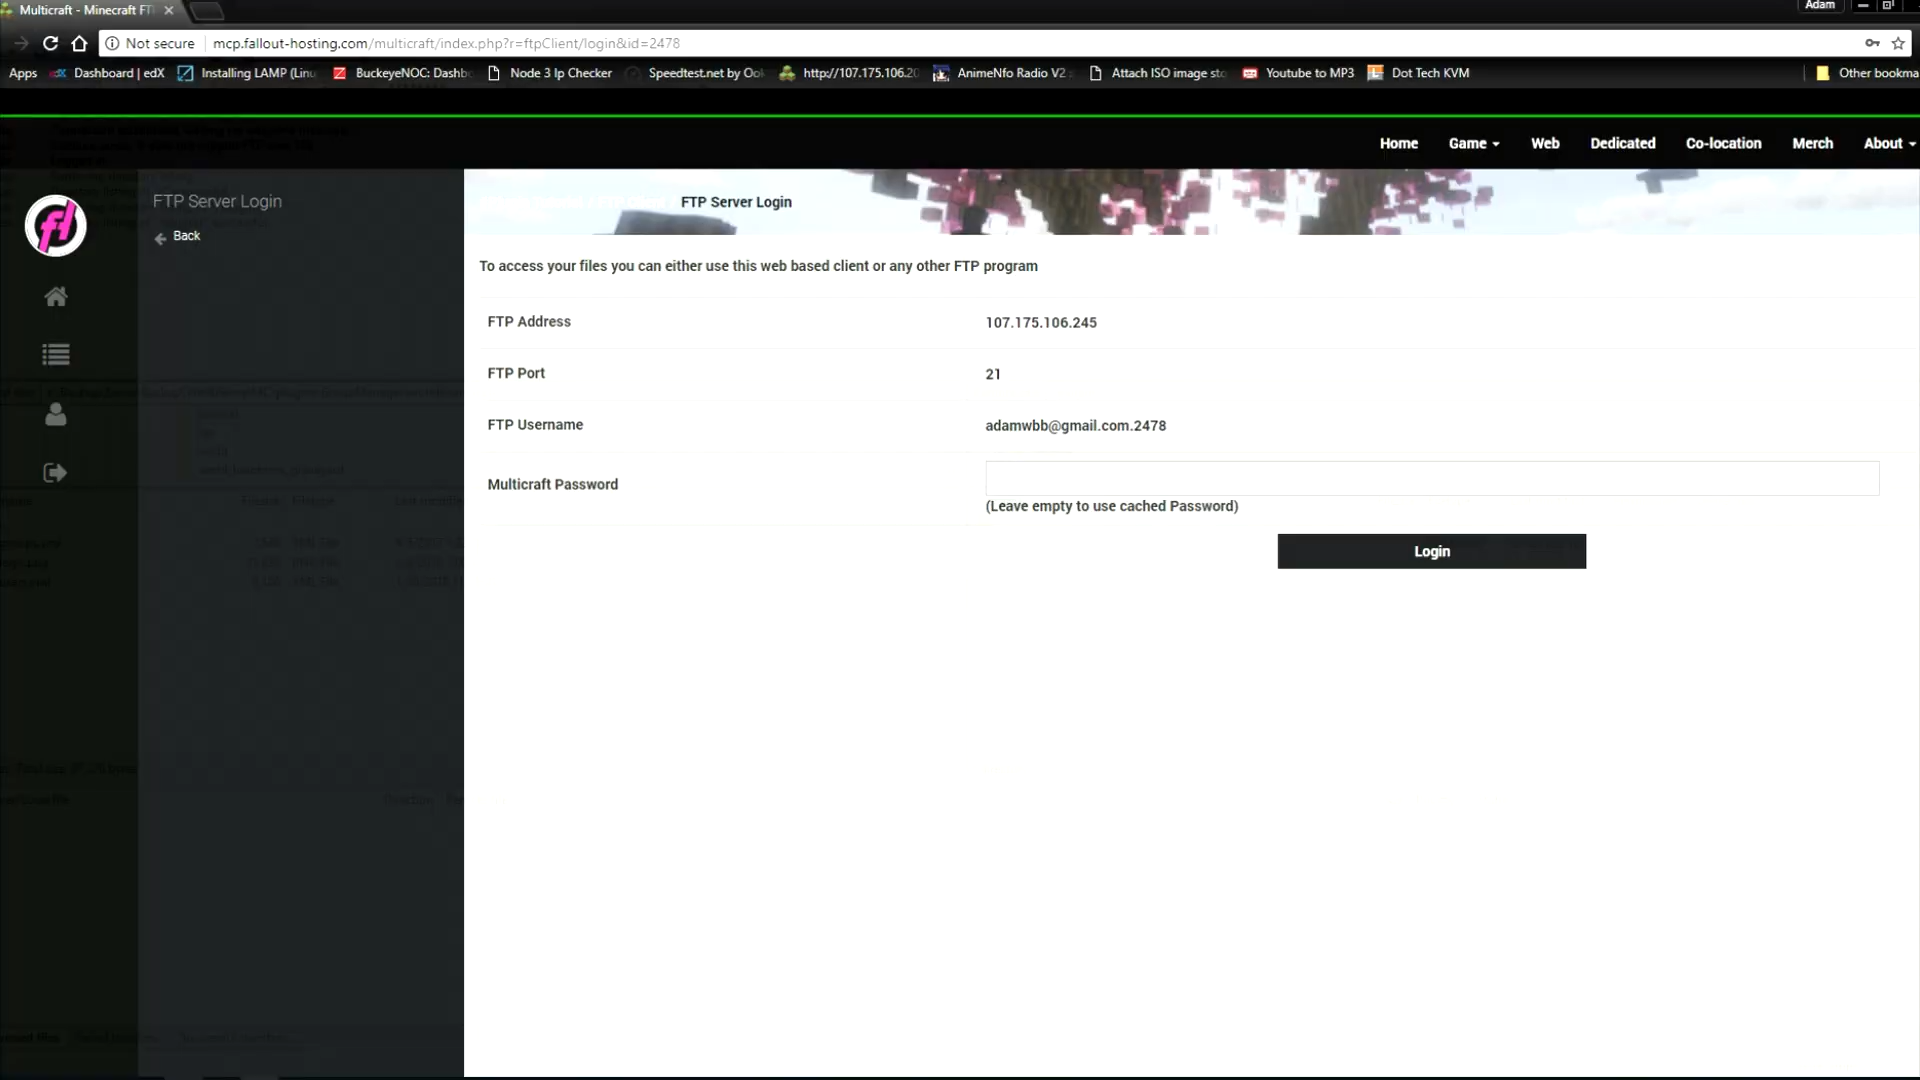 Multicraft - Minecraft FT
Adam
Not secure
mcp.fallout-hosting.com/multicraft/index.php?r=ftpClient/login&id=2478
Apps
Dashboard | edX
Installing LAMP (Linu
BuckeyeNOC: Dashb
Node 3 Ip Checker
Speedtest.net by Ook
http://107.175.106.20
AnimeNfo Radio V2
Attach ISO image sto
Youtube to MP3
Dot Tech KVM
Other bookma
Home
Game
Web
Dedicated
Co-location
Merch
About
FTP Server Login
Back
FTP Server Login
To access your files you can either use this web based client or any other FTP program
FTP Address
107.175.106.245
FTP Port
21
FTP Username
adamwbb@gmail.com.2478
Multicraft Password
(Leave empty to use cached Password)
Login